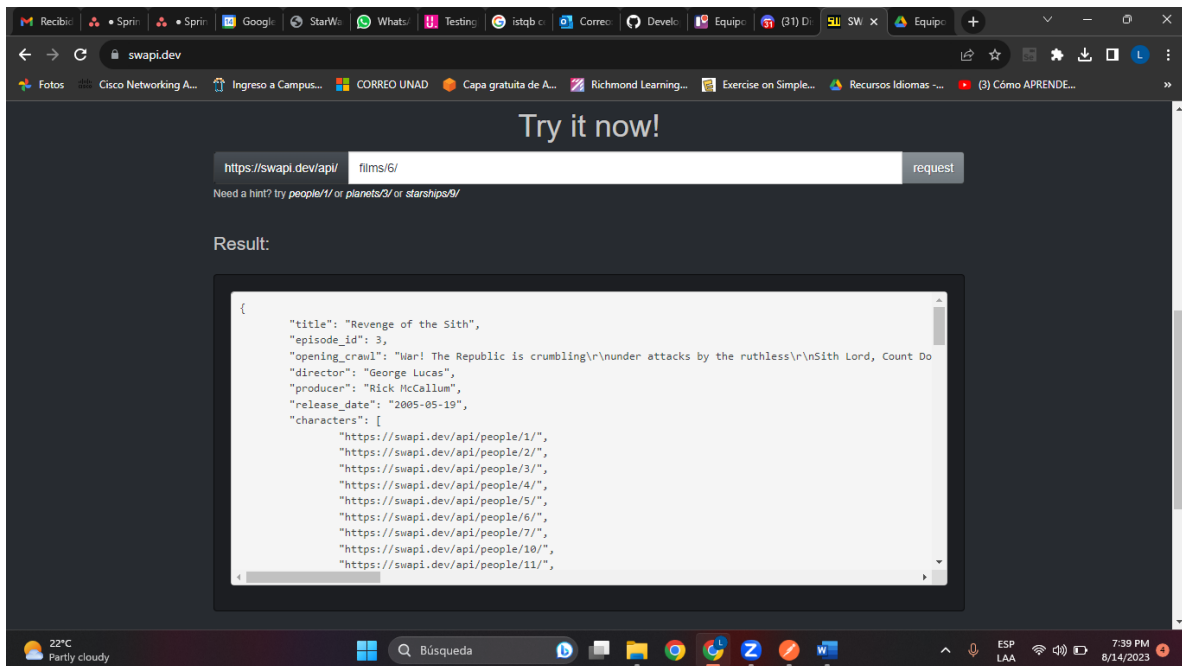 Recibid
• Sprin
• Sprin
14
Google
StarWa
Whats/
Testing
istqb c
Correo
Develo
Equipo
31
(31) Di
SW
Equipo
swapi.dev
L
Fotos
Cisco Networking A...
Ingreso a Campus...
CORREO UNAD
Capa gratuita de A...
Richmond Learning...
Exercise on Simple...
Recursos Idiomas -...
(3) Cómo APRENDE...
»
Try it now!
https://swapi.dev/api/ films/6/ request
Need a hint? try people/1/ or planets/3/ or starships/9/
Result:
{
"title": "Revenge of the Sith",
"episode_id": 3,
"opening_crawl": "War! The Republic is crumbling\r\nunder attacks by the ruthless\r\nSith Lord, Count Do
"director": "George Lucas",
"producer": "Rick McCallum",
"release_date": "2005-05-19",
"characters": [
"https://swapi.dev/api/people/1/",
"https://swapi.dev/api/people/2/",
"https://swapi.dev/api/people/3/",
"https://swapi.dev/api/people/4/",
"https://swapi.dev/api/people/5/",
"https://swapi.dev/api/people/6/",
"https://swapi.dev/api/people/7/",
"https://swapi.dev/api/people/10/",
"https://swapi.dev/api/people/11/",
22°C
Partly cloudy
Búsqueda
ESP
LAA
7:39 PM
8/14/2023
4